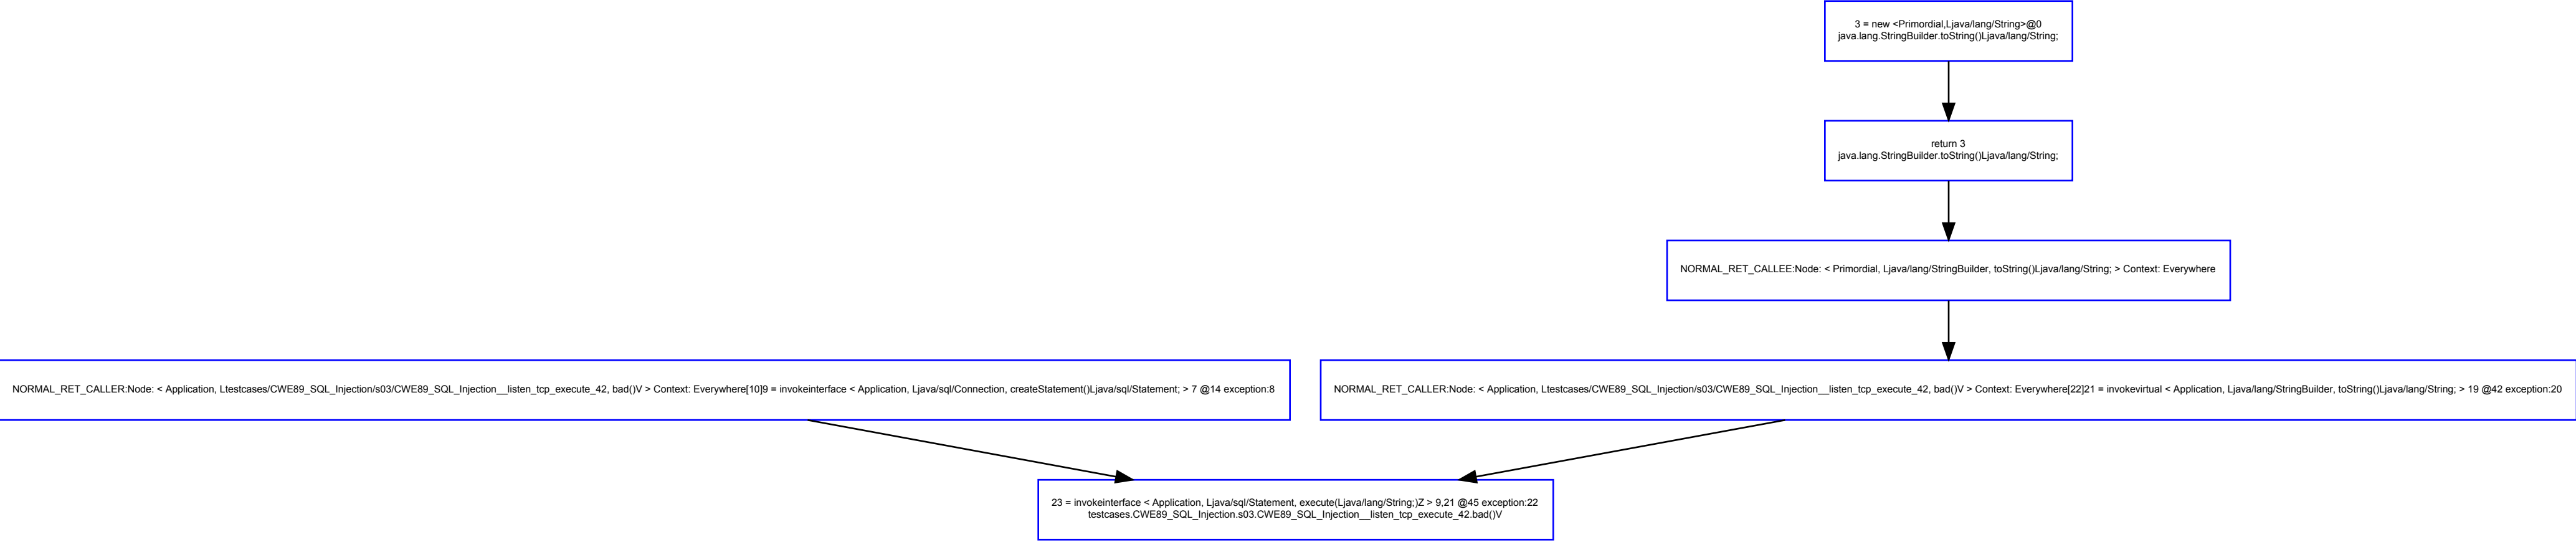 3 = new <Primordial,Ljava/lang/String>@0
java.lang.StringBuilder.toString()Ljava/lang/String;
return 3
java.lang.StringBuilder.toString()Ljava/lang/String;
NORMAL_RET_CALLEE:Node: < Primordial, Ljava/lang/StringBuilder, toString()Ljava/lang/String; > Context: Everywhere
NORMAL_RET_CALLER:Node: < Application, Ltestcases/CWE89_SQL_Injection/s03/CWE89_SQL_Injection__listen_tcp_execute_42, bad()V > Context: Everywhere[10]9 = invokeinterface < Application, Ljava/sql/Connection, createStatement()Ljava/sql/Statement; > 7 @14 exception:8
NORMAL_RET_CALLER:Node: < Application, Ltestcases/CWE89_SQL_Injection/s03/CWE89_SQL_Injection__listen_tcp_execute_42, bad()V > Context: Everywhere[22]21 = invokevirtual < Application, Ljava/lang/StringBuilder, toString()Ljava/lang/String; > 19 @42 exception:20
23 = invokeinterface < Application, Ljava/sql/Statement, execute(Ljava/lang/String;)Z > 9,21 @45 exception:22
testcases.CWE89_SQL_Injection.s03.CWE89_SQL_Injection__listen_tcp_execute_42.bad()V